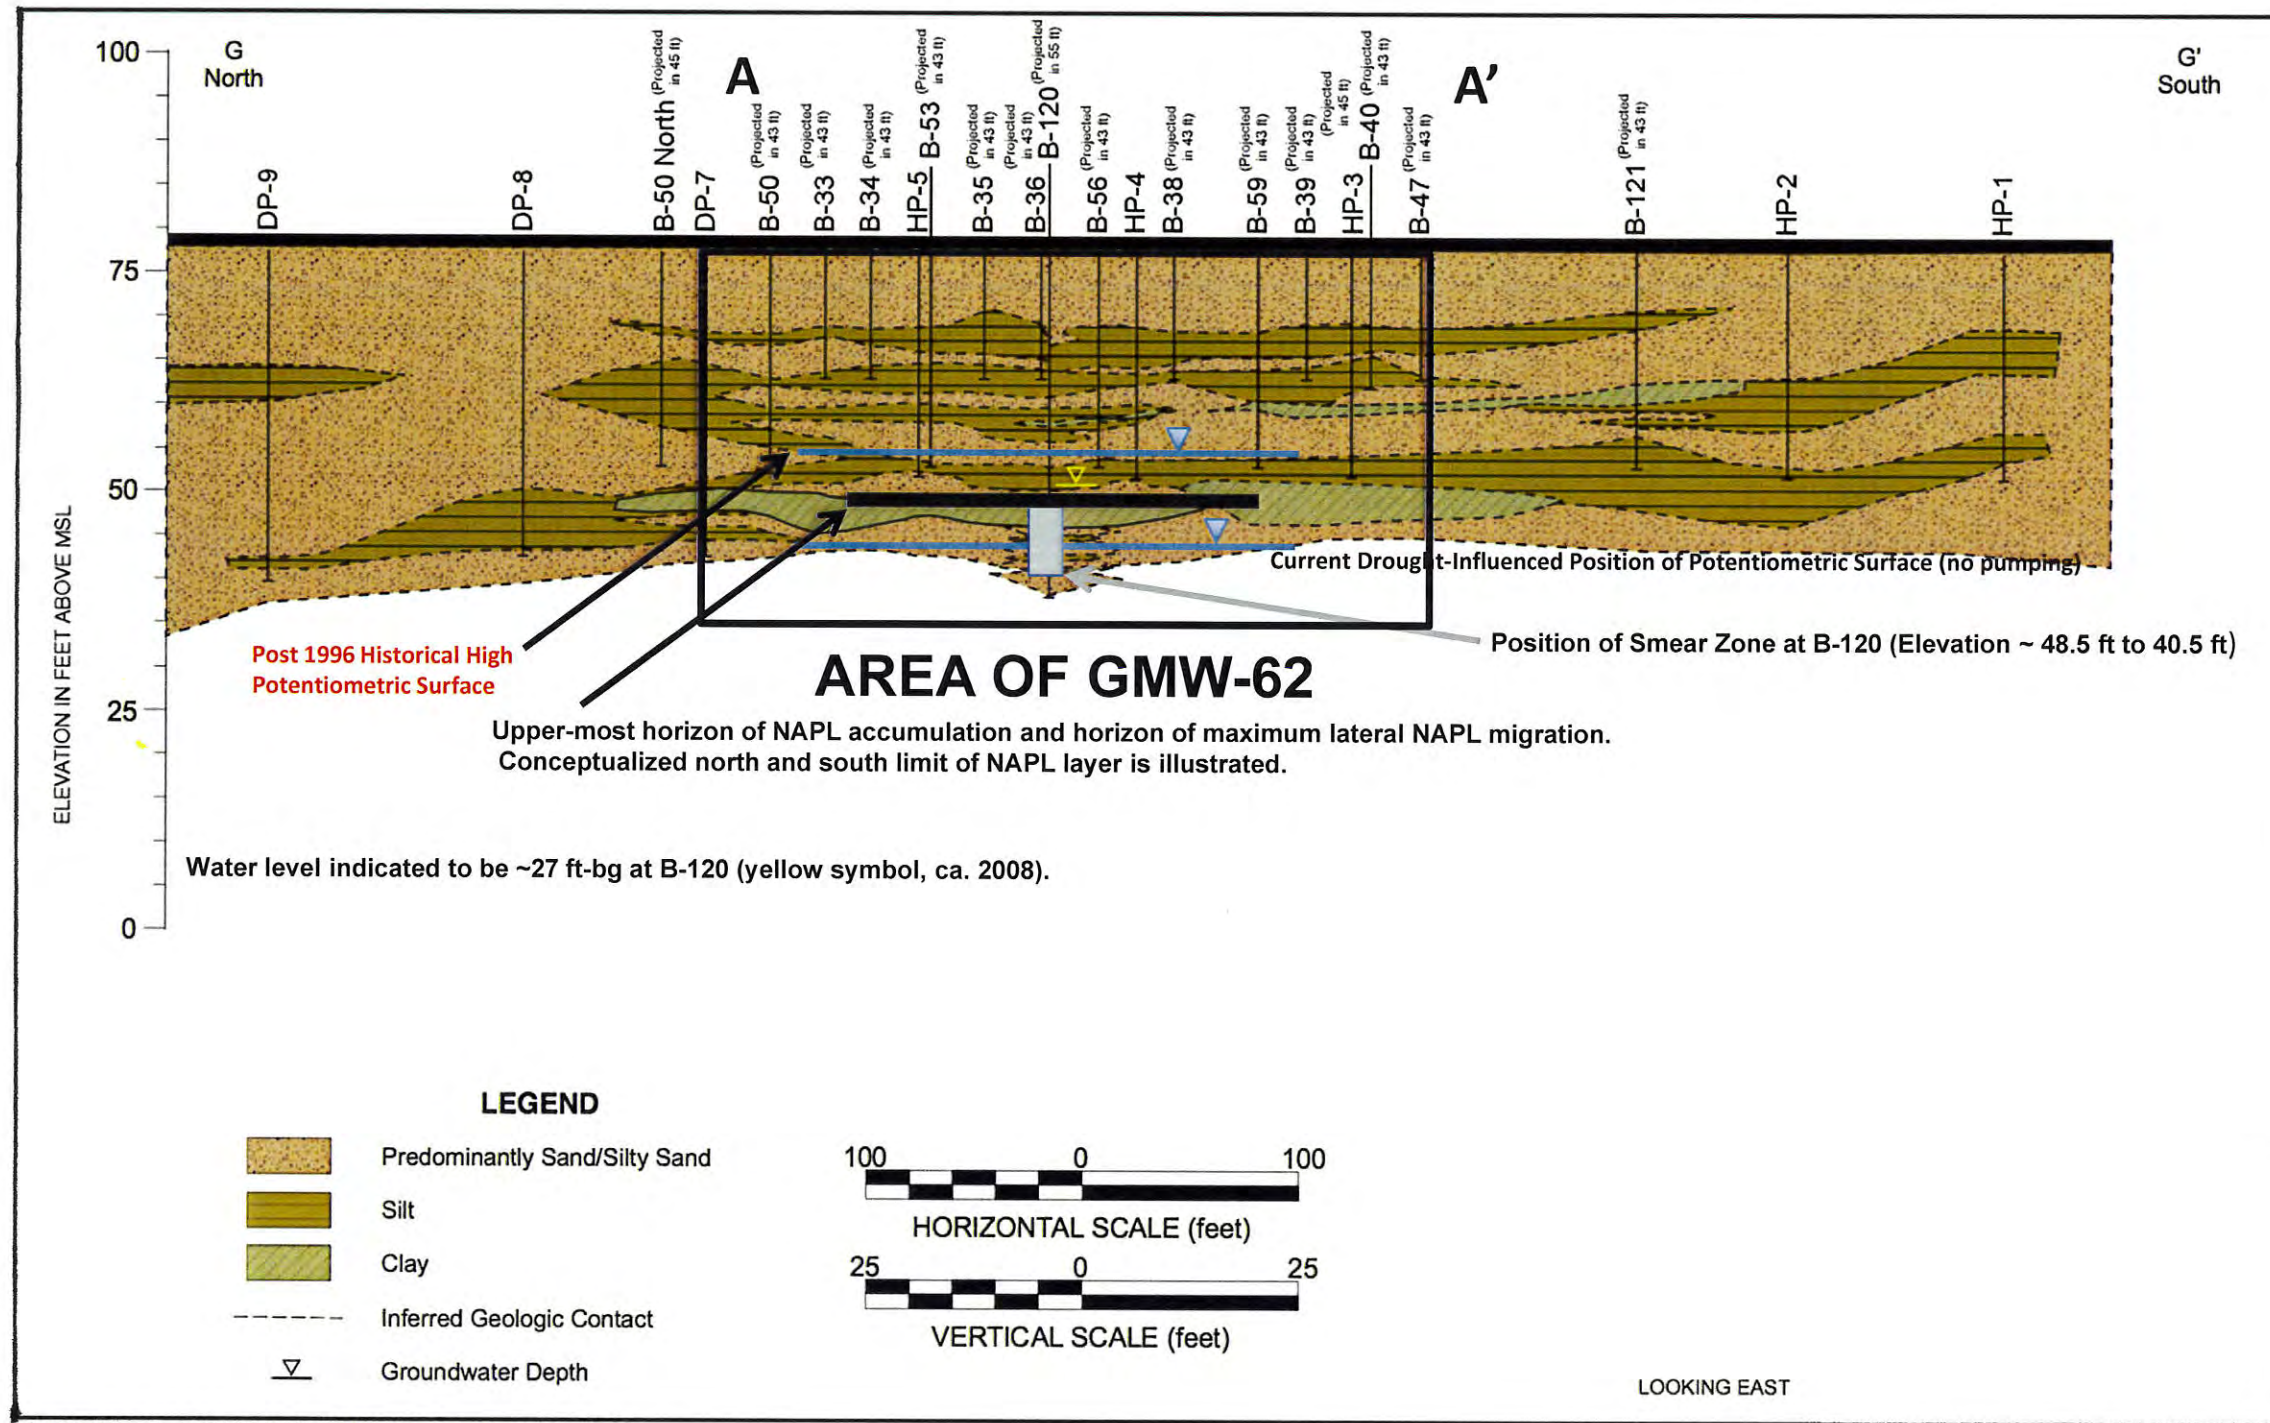 100
G
North
A
A'
G'
South
DP-9
DP-8
B-50 North (Projected in 45 ft)
DP-7
B-50 (Projected in 43 ft)
B-33 (Projected in 43 ft)
B-34 (Projected in 43 ft)
HP-5
B-53 (Projected in 43 ft)
B-35 (Projected in 43 ft)
B-36 (Projected in 43 ft)
B-120 (Projected in 55 ft)
B-56 (Projected in 43 ft)
HP-4
B-38 (Projected in 43 ft)
B-59 (Projected in 43 ft)
B-39 (Projected in 43 ft)
HP-3 (Projected in 45 ft)
B-40 (Projected in 43 ft)
B-47 (Projected in 43 ft)
B-121 (Projected in 43 ft)
HP-2
HP-1
75
50
25
0
ELEVATION IN FEET ABOVE MSL
Current Drought-Influenced Position of Potentiometric Surface (no pumping)
Position of Smear Zone at B-120 (Elevation ~ 48.5 ft to 40.5 ft)
Post 1996 Historical High
Potentiometric Surface
AREA OF GMW-62
Upper-most horizon of NAPL accumulation and horizon of maximum lateral NAPL migration.
Conceptualized north and south limit of NAPL layer is illustrated.
Water level indicated to be ~27 ft-bg at B-120 (yellow symbol, ca. 2008).
LEGEND
Predominantly Sand/Silty Sand
Silt
Clay
Inferred Geologic Contact
Groundwater Depth
100 0 100
HORIZONTAL SCALE (feet)
25 0 25
VERTICAL SCALE (feet)
LOOKING EAST